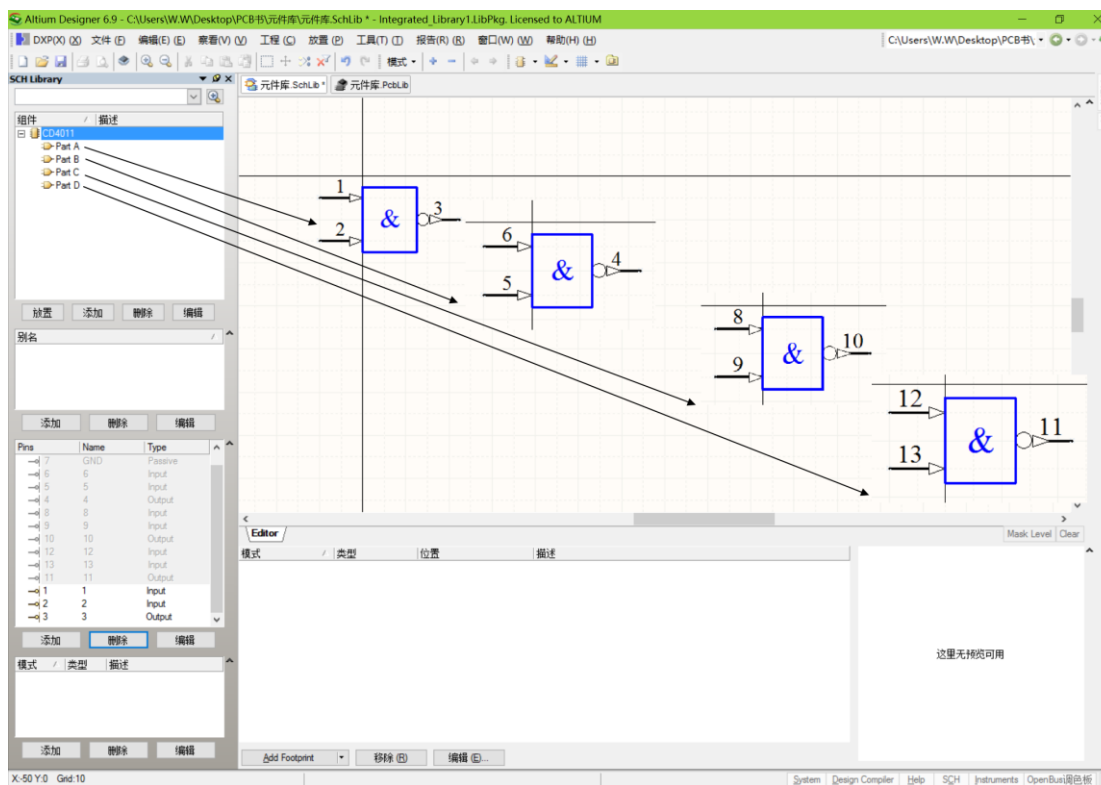 Altium Designer 6.9 - C:\Users\W.W\Desktop\PCB书\元件库\元件库.SchLib * - Integrated_Library1.LibPkg. Licensed to ALTIUM
DXP(X) (X) 文件 (F) 编辑(E) (E) 察看(V) (V) 工程 (C) 放置 (P) 工具(T) (T) 报告(R) (R) 窗口(W) (W) 帮助(H) (H) C:\Users\W.W\Desktop\PCB书\
模式
SCH Library
元件库.SchLib * 元件库.PcbLib
组件 / 描述
CD4011
Part A
Part B
Part C
Part D
放置 添加 删除 编辑
别名 /
添加 删除 编辑
Pins Name Type
7 GND Passive
6 6 Input
5 5 Input
4 4 Output
8 8 Input
9 9 Input
10 10 Output
12 12 Input
13 13 Input
11 11 Output
1 1 Input
2 2 Input
3 3 Output
添加 删除 编辑
模式 / 类型 描述
添加 删除 编辑
1
2
&
3
6
5
&
4
8
9
&
10
12
13
&
11
Editor
Mask Level Clear
模式 / 类型 位置 描述
这里无预览可用
Add Footprint 移除 (R) 编辑 (E)...
X:-50 Y:0 Grid:10
System Design Compiler Help SCH Instruments OpenBus调色板